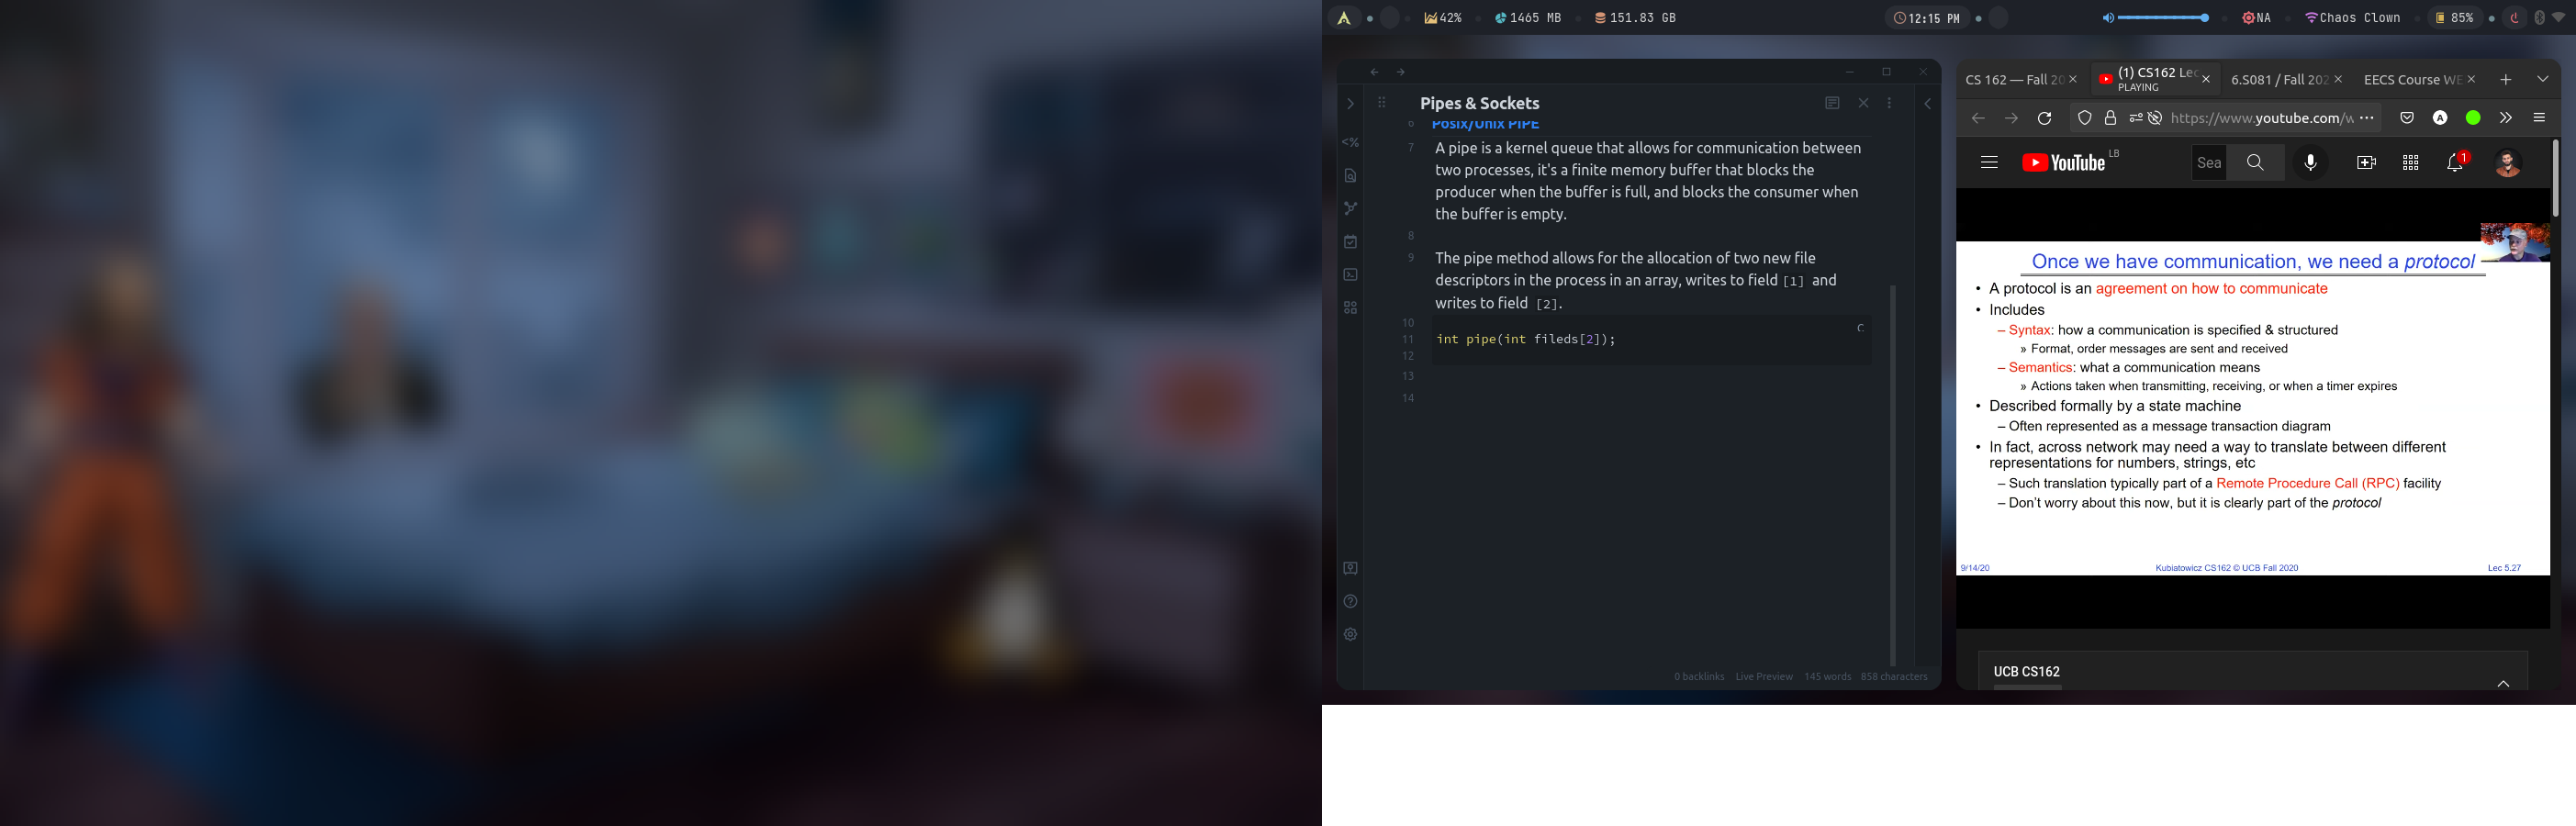 42%
1465 MB
151.83 GB
12:15 PM
NA
Chaos Clown
85%
Pipes & Sockets
6 Posix/Unix PIPE
7 A pipe is a kernel queue that allows for communication between
two processes, it's a finite memory buffer that blocks the
producer when the buffer is full, and blocks the consumer when
the buffer is empty.
8
9 The pipe method allows for the allocation of two new file
descriptors in the process in an array, writes to field [1] and
writes to field [2].
10
C
11 int pipe(int fileds[2]);
12
13
14
0 backlinks Live Preview 145 words 858 characters
<%
CS 162 — Fall 20
(1) CS162 Lec
PLAYING
6.S081 / Fall 202
EECS Course WE
https://www.youtube.com/w
A
YouTube LB
Sea
1
Once we have communication, we need a protocol
• A protocol is an agreement on how to communicate
• Includes
– Syntax: how a communication is specified & structured
» Format, order messages are sent and received
– Semantics: what a communication means
» Actions taken when transmitting, receiving, or when a timer expires
• Described formally by a state machine
– Often represented as a message transaction diagram
• In fact, across network may need a way to translate between different
representations for numbers, strings, etc
– Such translation typically part of a Remote Procedure Call (RPC) facility
– Don't worry about this now, but it is clearly part of the protocol
9/14/20
Kubiatowicz CS162 © UCB Fall 2020
Lec 5.27
UCB CS162